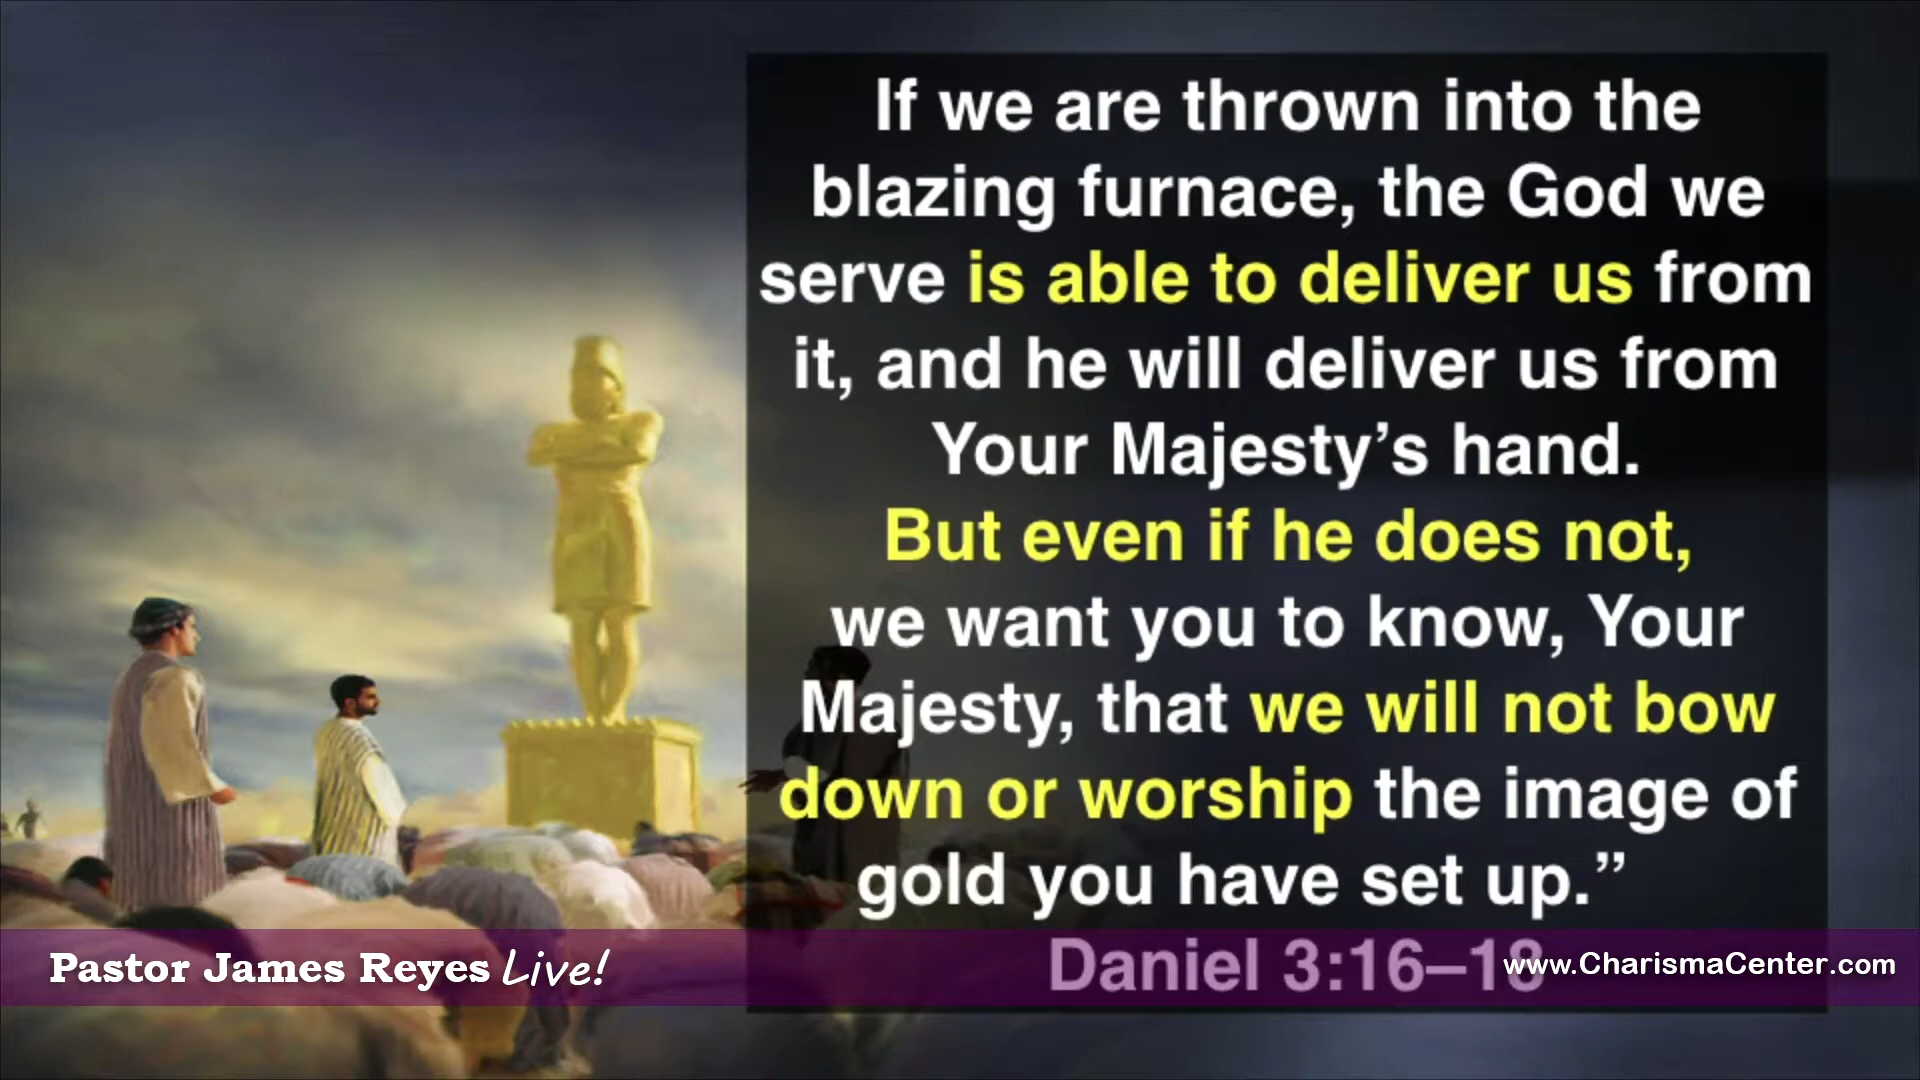 If we are thrown into the
blazing furnace, the God we
serve is able to deliver us from
it, and he will deliver us from
Your Majesty’s hand.
But even if he does not,
we want you to know, Your
Majesty, that we will not bow
down or worship the image of
gold you have set up.”
Daniel 3:16–18
Pastor James Reyes Live!
www.CharismaCenter.com